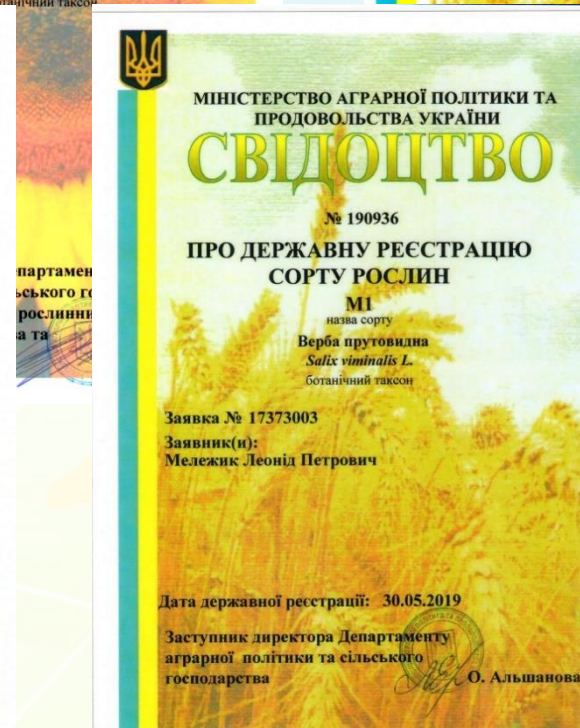 ботанічний таксон
МІНІСТЕРСТВО АГРАРНОЇ ПОЛІТИКИ ТА
ПРОДОВОЛЬСТВА УКРАЇНИ
СВІДОЦТВО
№ 190936
ПРО ДЕРЖАВНУ РЕЄСТРАЦІЮ
СОРТУ РОСЛИН
М1
назва сорту
Верба прутовидна
Salix viminalis L.
ботанічний таксон
Заявка № 17373003
Заявник(и):
Мележик Леонід Петрович
Дата державної реєстрації: 30.05.2019
Заступник директора Департаменту
аграрної політики та сільського
господарства
О. Альшанова